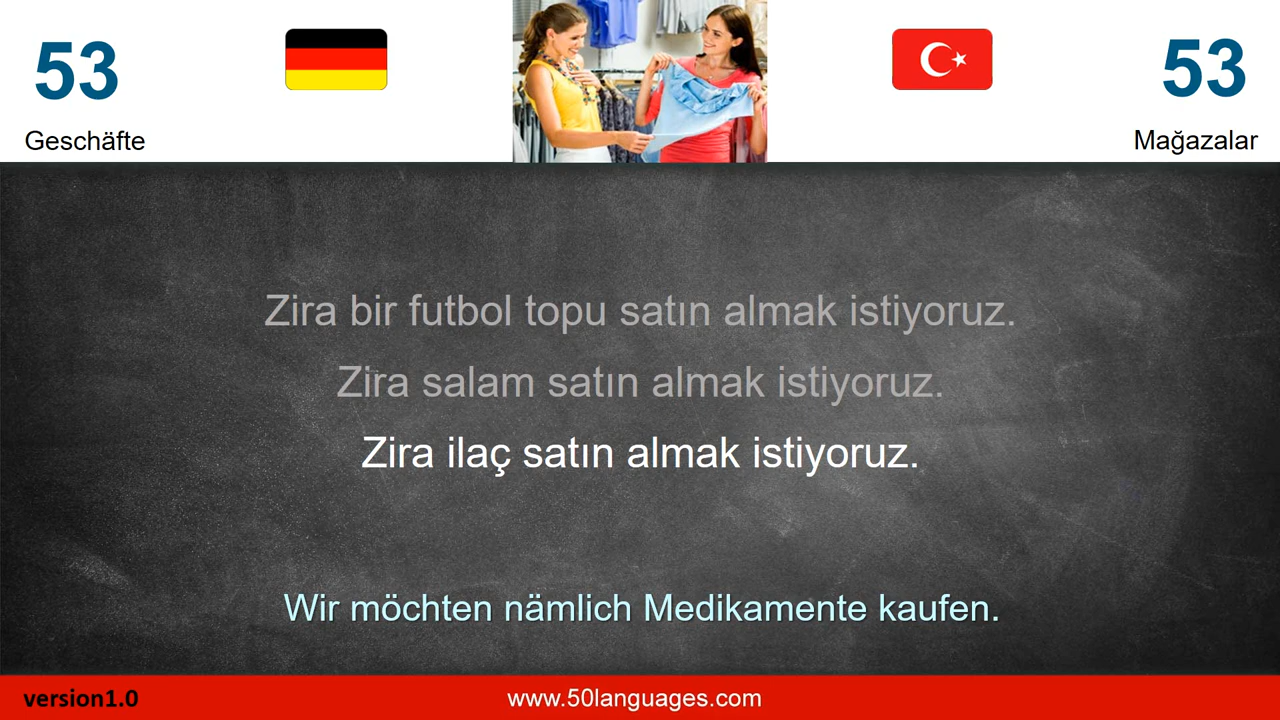 53
53
Geschäfte
Mağazalar
Zira bir futbol topu satın almak istiyoruz.
Zira salam satın almak istiyoruz.
Zira ilaç satın almak istiyoruz.
Wir möchten nämlich Medikamente kaufen.
version1.0
www.50languages.com